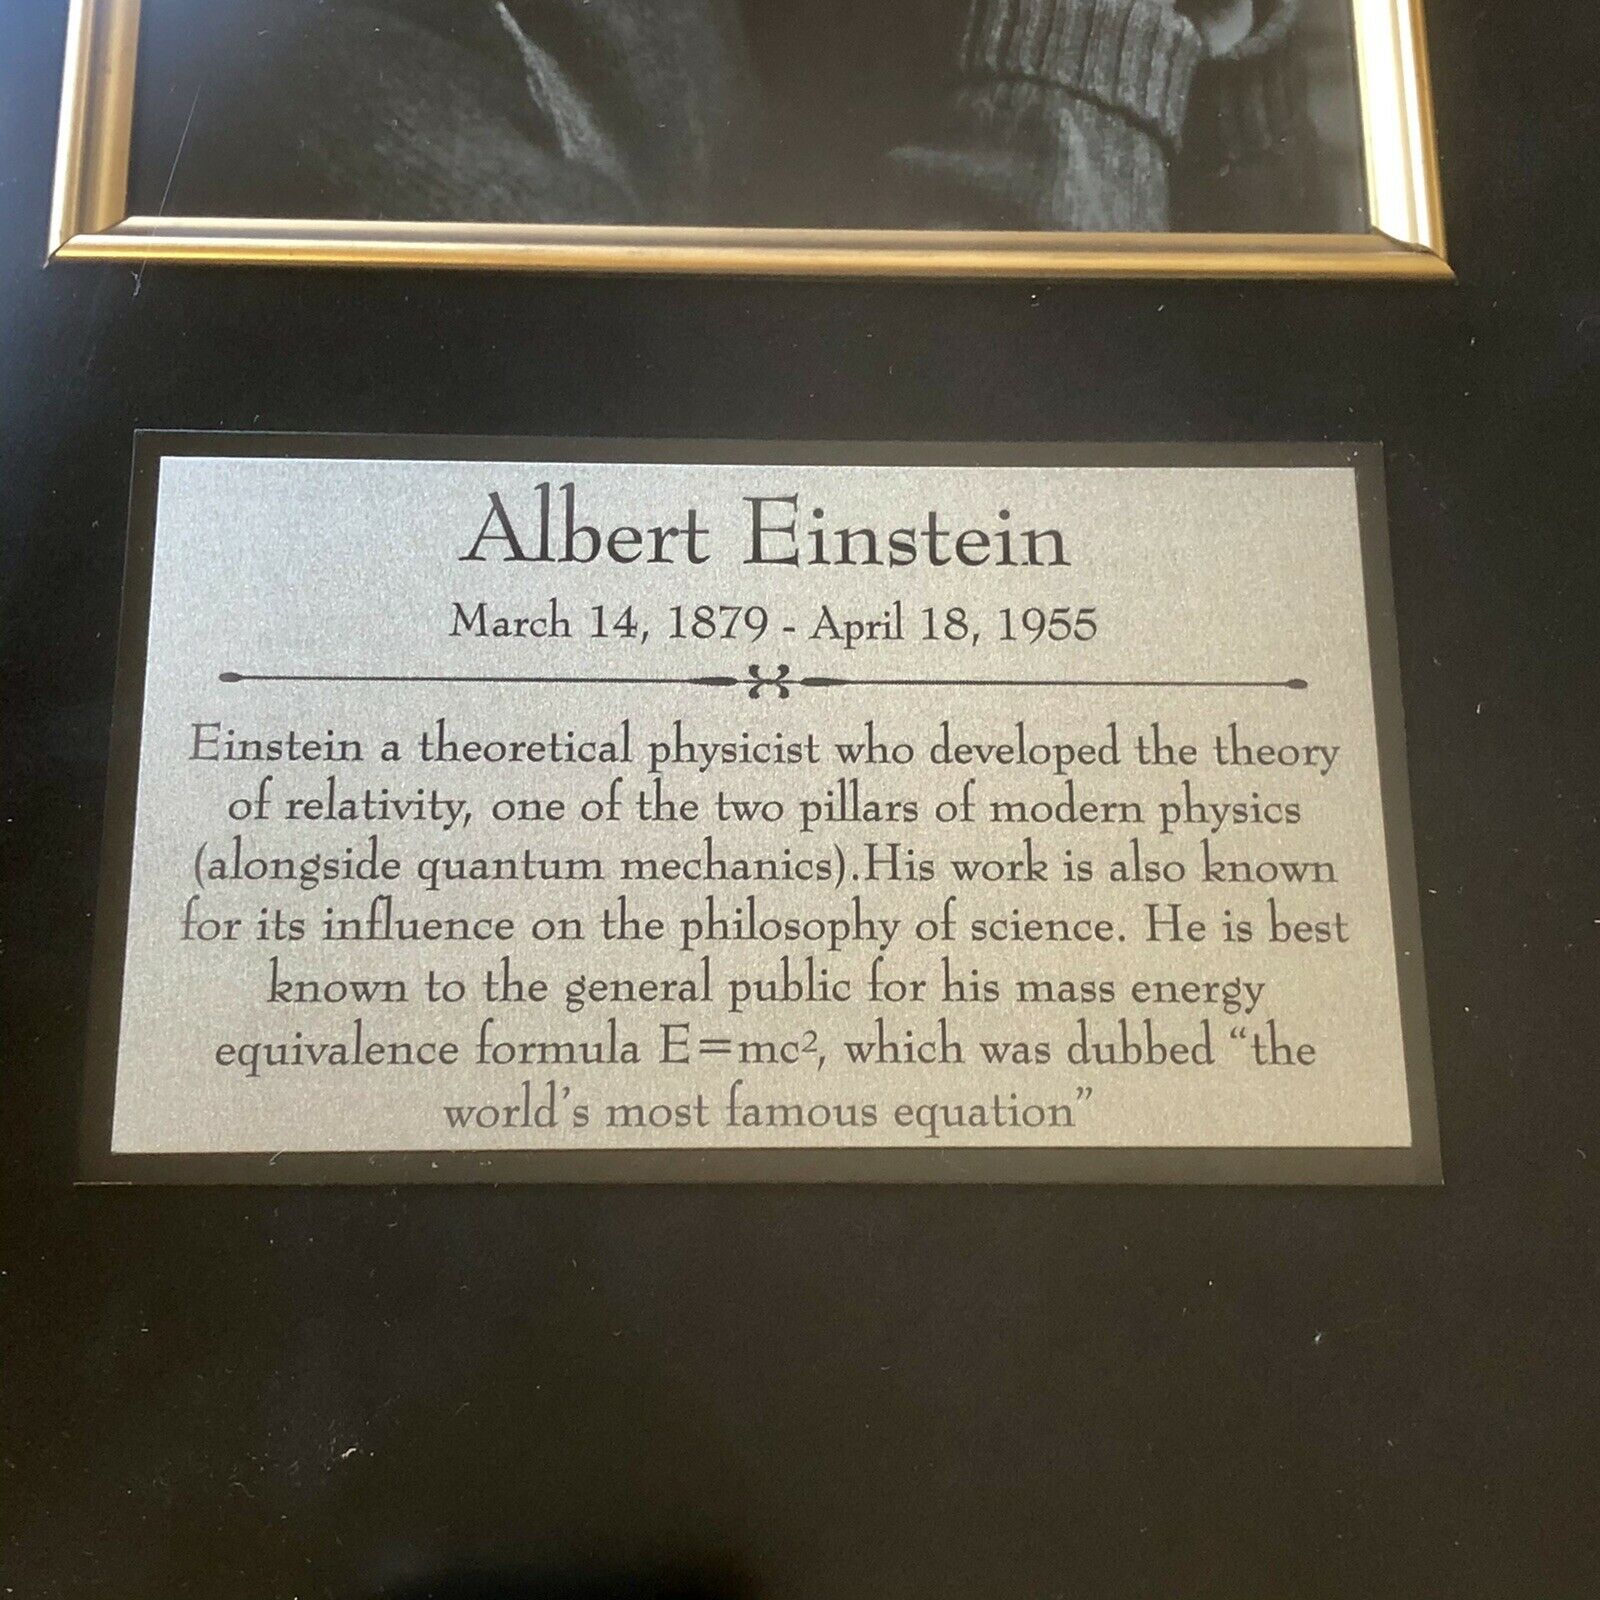 Albert Einstein
March 14, 1879 - April 18, 1955
Einstein a theoretical physicist who developed the theory
of relativity, one of the two pillars of modern physics
(alongside quantum mechanics).His work is also known
for its influence on the philosophy of science. He is best
known to the general public for his mass energy
equivalence formula E=mc², which was dubbed “the
world’s most famous equation”